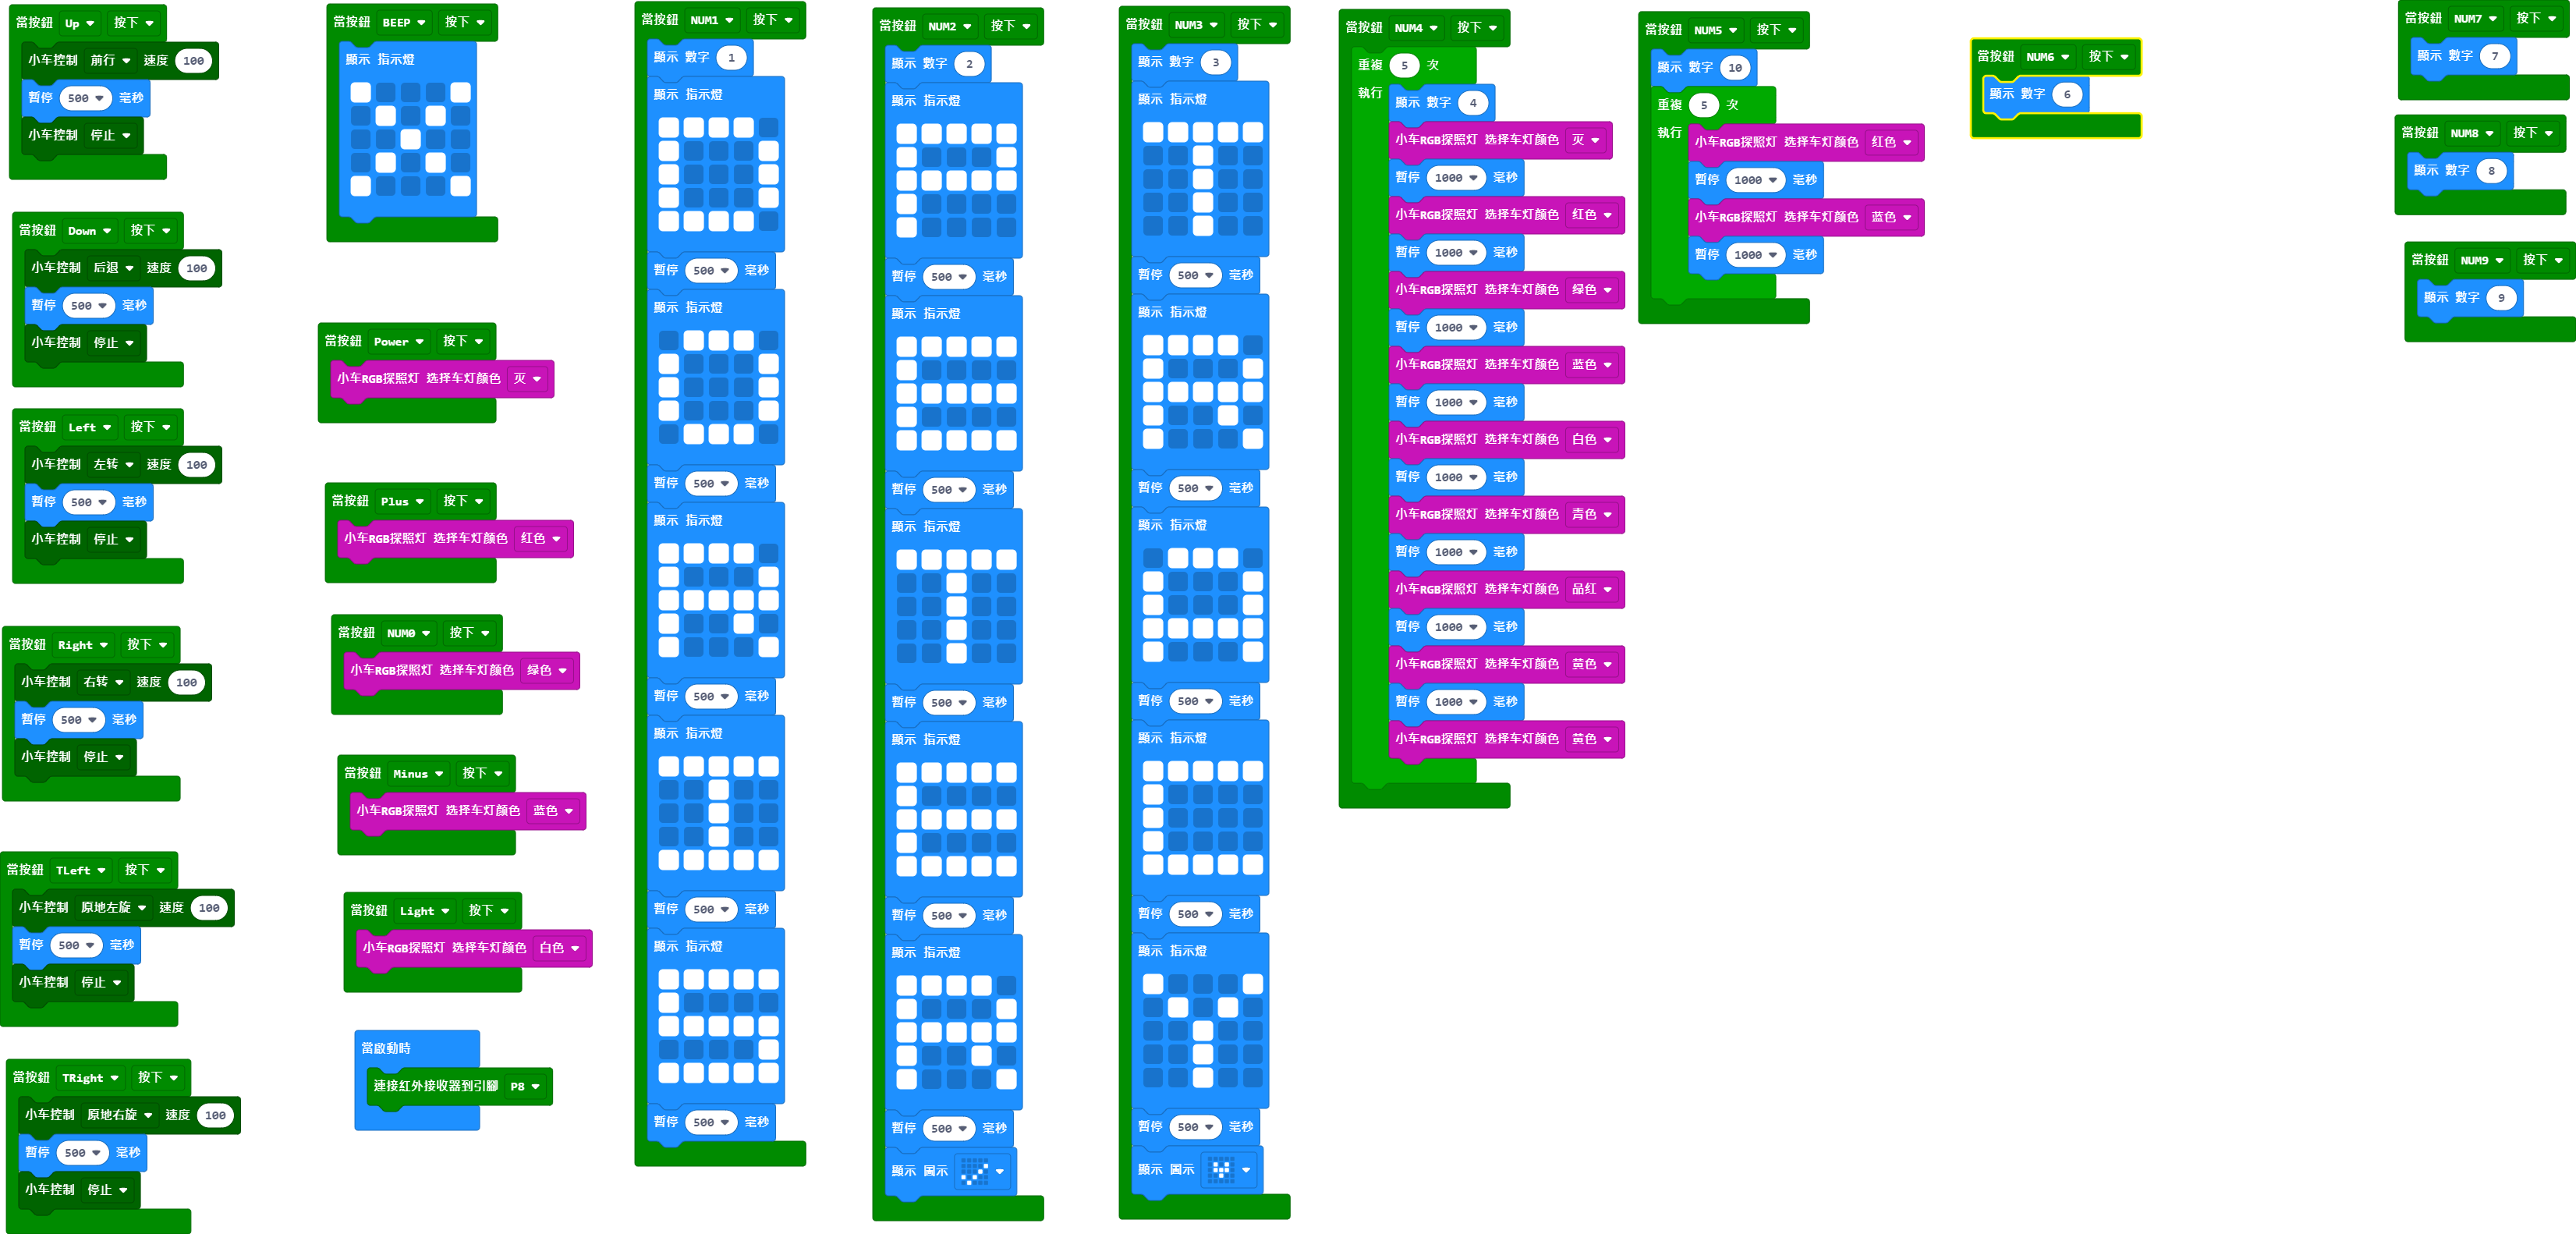 當按鈕 Up 按下
小车控制 前行 速度 100
暫停 500 毫秒
小车控制 停止
當按鈕 Down 按下
小车控制 后退 速度 100
暫停 500 毫秒
小车控制 停止
當按鈕 Left 按下
小车控制 左转 速度 100
暫停 500 毫秒
小车控制 停止
當按鈕 Right 按下
小车控制 右转 速度 100
暫停 500 毫秒
小车控制 停止
當按鈕 TLeft 按下
小车控制 原地左旋 速度 100
暫停 500 毫秒
小车控制 停止
當按鈕 TRight 按下
小车控制 原地右旋 速度 100
暫停 500 毫秒
小车控制 停止
當按鈕 BEEP 按下
顯示 指示燈
當按鈕 Power 按下
小车RGB探照灯 选择车灯颜色 灭
當按鈕 Plus 按下
小车RGB探照灯 选择车灯颜色 红色
當按鈕 NUM0 按下
小车RGB探照灯 选择车灯颜色 绿色
當按鈕 Minus 按下
小车RGB探照灯 选择车灯颜色 蓝色
當按鈕 Light 按下
小车RGB探照灯 选择车灯颜色 白色
當啟動時
連接紅外接收器到引腳 P8
當按鈕 NUM1 按下
顯示 數字 1
顯示 指示燈
暫停 500 毫秒
顯示 指示燈
暫停 500 毫秒
顯示 指示燈
暫停 500 毫秒
顯示 指示燈
暫停 500 毫秒
顯示 指示燈
暫停 500 毫秒
當按鈕 NUM2 按下
顯示 數字 2
顯示 指示燈
暫停 500 毫秒
顯示 指示燈
暫停 500 毫秒
顯示 指示燈
暫停 500 毫秒
顯示 指示燈
暫停 500 毫秒
顯示 指示燈
暫停 500 毫秒
顯示 圖示
當按鈕 NUM3 按下
顯示 數字 3
顯示 指示燈
暫停 500 毫秒
顯示 指示燈
暫停 500 毫秒
顯示 指示燈
暫停 500 毫秒
顯示 指示燈
暫停 500 毫秒
顯示 指示燈
暫停 500 毫秒
顯示 圖示
當按鈕 NUM4 按下
重複 5 次
執行
顯示 數字 4
小车RGB探照灯 选择车灯颜色 灭
暫停 1000 毫秒
小车RGB探照灯 选择车灯颜色 红色
暫停 1000 毫秒
小车RGB探照灯 选择车灯颜色 绿色
暫停 1000 毫秒
小车RGB探照灯 选择车灯颜色 蓝色
暫停 1000 毫秒
小车RGB探照灯 选择车灯颜色 白色
暫停 1000 毫秒
小车RGB探照灯 选择车灯颜色 青色
暫停 1000 毫秒
小车RGB探照灯 选择车灯颜色 品红
暫停 1000 毫秒
小车RGB探照灯 选择车灯颜色 黄色
暫停 1000 毫秒
小车RGB探照灯 选择车灯颜色 黄色
當按鈕 NUM5 按下
顯示 數字 10
重複 5 次
執行
小车RGB探照灯 选择车灯颜色 红色
暫停 1000 毫秒
小车RGB探照灯 选择车灯颜色 蓝色
暫停 1000 毫秒
當按鈕 NUM6 按下
顯示 數字 6
當按鈕 NUM7 按下
顯示 數字 7
當按鈕 NUM8 按下
顯示 數字 8
當按鈕 NUM9 按下
顯示 數字 9